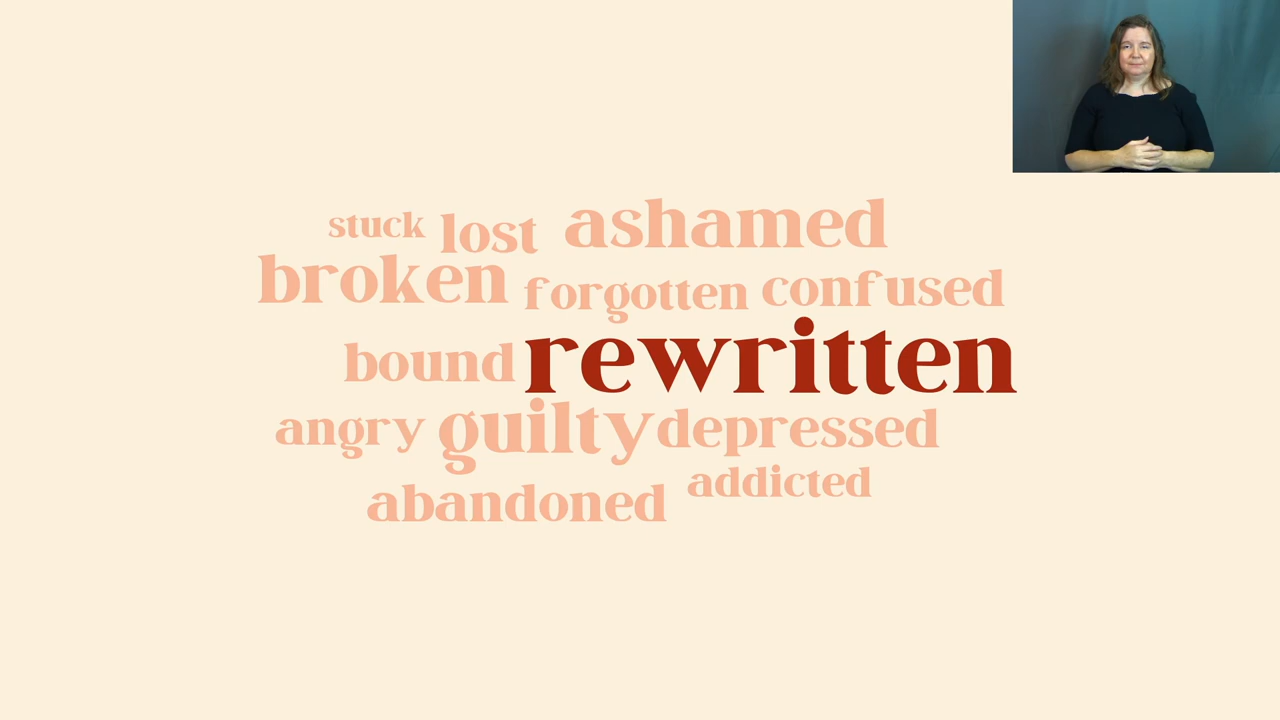 stuck lost ashamed
broken forgotten confused
bound rewritten
angry guilty depressed
abandoned addicted